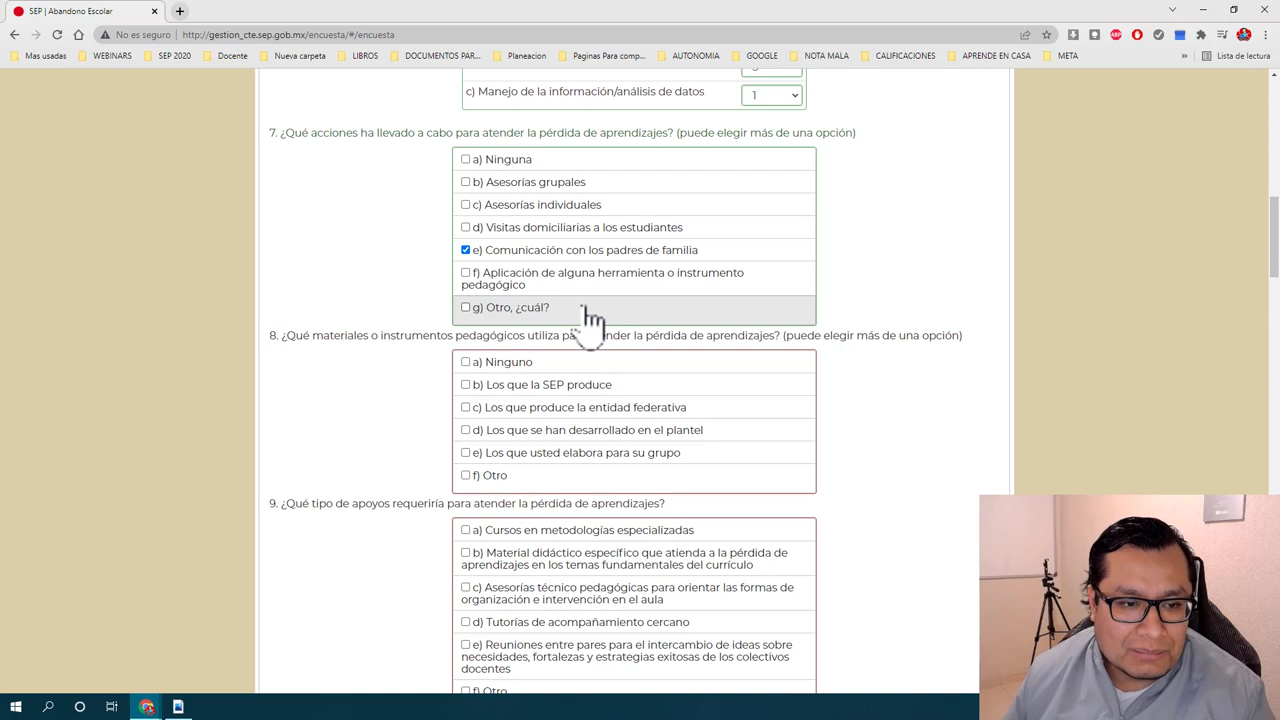 SEP | Abandono Escolar
No es seguro | http://gestion_cte.sep.gob.mx/encuesta/#/encuesta
Mas usadas WEBINARS SEP 2020 Docente Nueva carpeta LIBROS DOCUMENTOS PAR... Planeacion Paginas Para comp... AUTONOMIA GOOGLE NOTA MALA CALIFICACIONES APRENDE EN CASA META » Lista de lectura
c) Manejo de la información/análisis de datos 1
7. ¿Qué acciones ha llevado a cabo para atender la pérdida de aprendizajes? (puede elegir más de una opción)
a) Ninguna
b) Asesorías grupales
c) Asesorías individuales
d) Visitas domiciliarias a los estudiantes
e) Comunicación con los padres de familia
f) Aplicación de alguna herramienta o instrumento
pedagógico
g) Otro, ¿cuál?
8. ¿Qué materiales o instrumentos pedagógicos utiliza la pérdida de aprendizajes? (puede elegir más de una opción)
a) Ninguno
b) Los que la SEP produce
c) Los que produce la entidad federativa
d) Los que se han desarrollado en el plantel
e) Los que usted elabora para su grupo
f) Otro
9. ¿Qué tipo de apoyos requeriría para atender la pérdida de aprendizajes?
a) Cursos en metodologías especializadas
b) Material didáctico específico que atienda a la pérdida de
aprendizajes en los temas fundamentales del currículo
c) Asesorías técnico pedagógicas para orientar las formas de
organización e intervención en el aula
d) Tutorías de acompañamiento cercano
e) Reuniones entre pares para el intercambio de ideas sobre
necesidades, fortalezas y estrategias exitosas de los colectivos
docentes
f) Otro